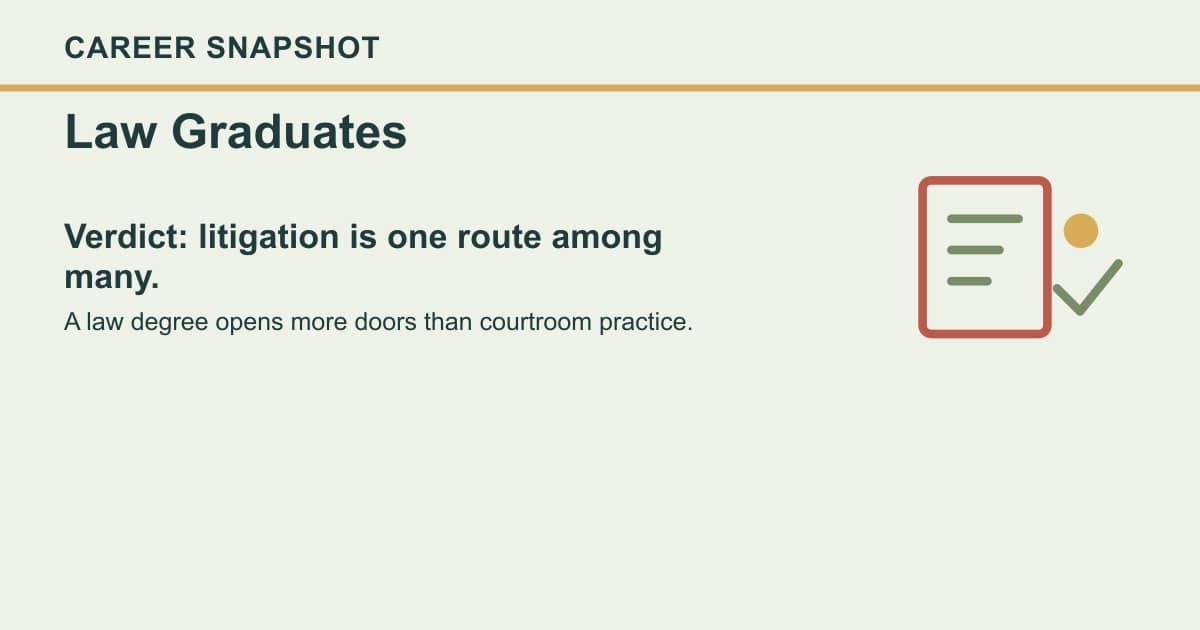 CAREER SNAPSHOT
Law Graduates
Verdict: litigation is one route among
many.
A law degree opens more doors than courtroom practice.